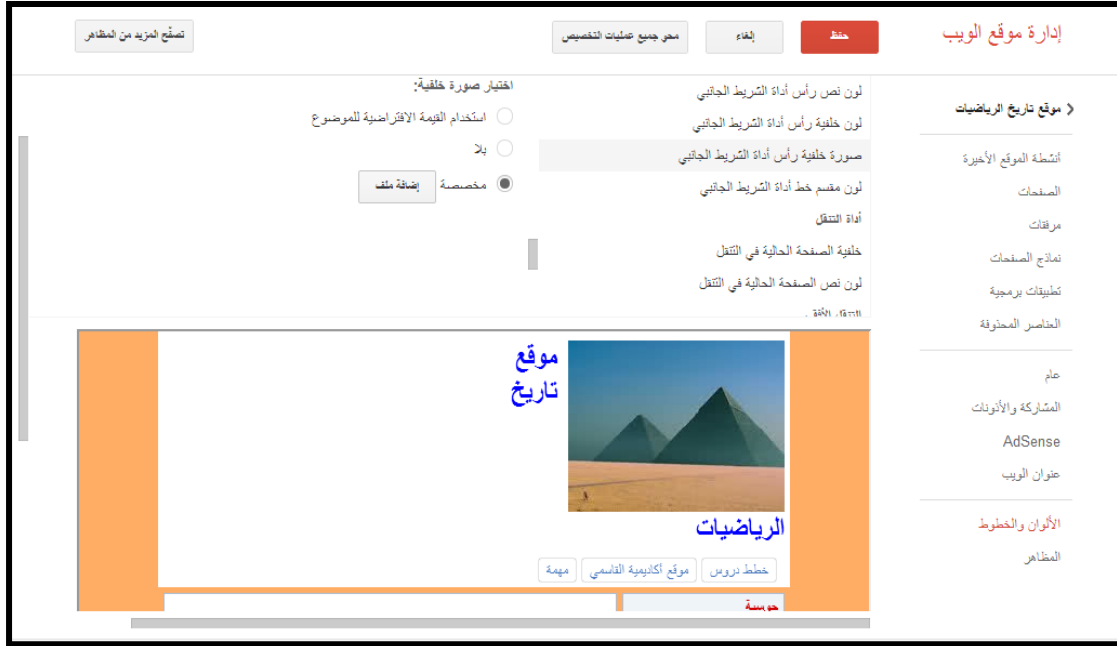 إدارة موقع الويب
حفظ
إلغاء
محو جميع عمليات التخصيص
تصفّح المزيد من المظاهر
موقع تاريخ الرياضيات
أنشطة الموقع الأخيرة
الصفحات
مرفقات
نماذج الصفحات
تطبيقات برمجية
العناصر المحذوفة
عام
المشاركة والأذونات
AdSense
عنوان الويب
الألوان والخطوط
المظاهر
لون نص رأس أداة الشريط الجانبي
لون خلفية رأس أداة الشريط الجانبي
صورة خلفية رأس أداة الشريط الجانبي
لون مقسم خط أداة الشريط الجانبي
أداة التنقل
خلفية الصفحة الحالية في التنقل
لون نص الصفحة الحالية في التنقل
التنقل الأفقي
اختيار صورة خلفية:
استخدام القيمة الافتراضية للموضوع
بلا
مخصصة إضافة ملف
موقع
تاريخ
الرياضيات
خطط دروس
موقع أكاديمية القاسمي
مهمة